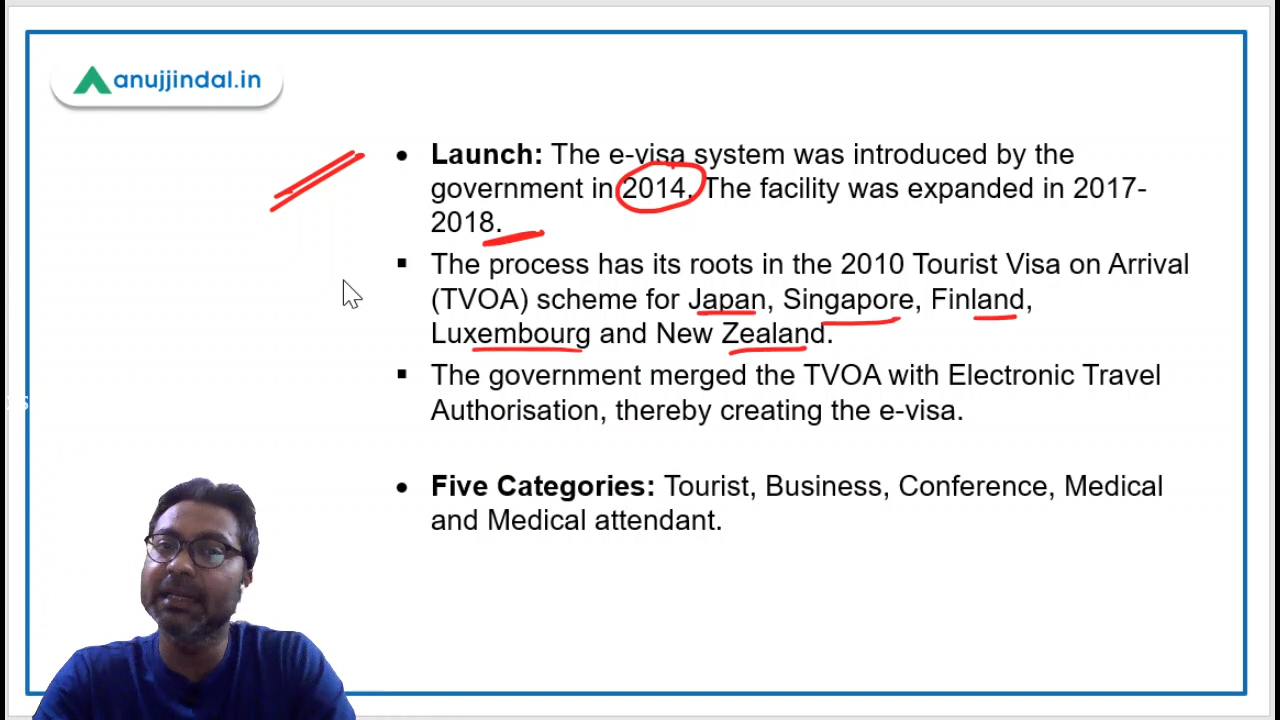 anujjindal.in
• Launch: The e-visa system was introduced by the
government in 2014. The facility was expanded in 2017-
2018.
▪ The process has its roots in the 2010 Tourist Visa on Arrival
(TVOA) scheme for Japan, Singapore, Finland,
Luxembourg and New Zealand.
▪ The government merged the TVOA with Electronic Travel
Authorisation, thereby creating the e-visa.
• Five Categories: Tourist, Business, Conference, Medical
and Medical attendant.